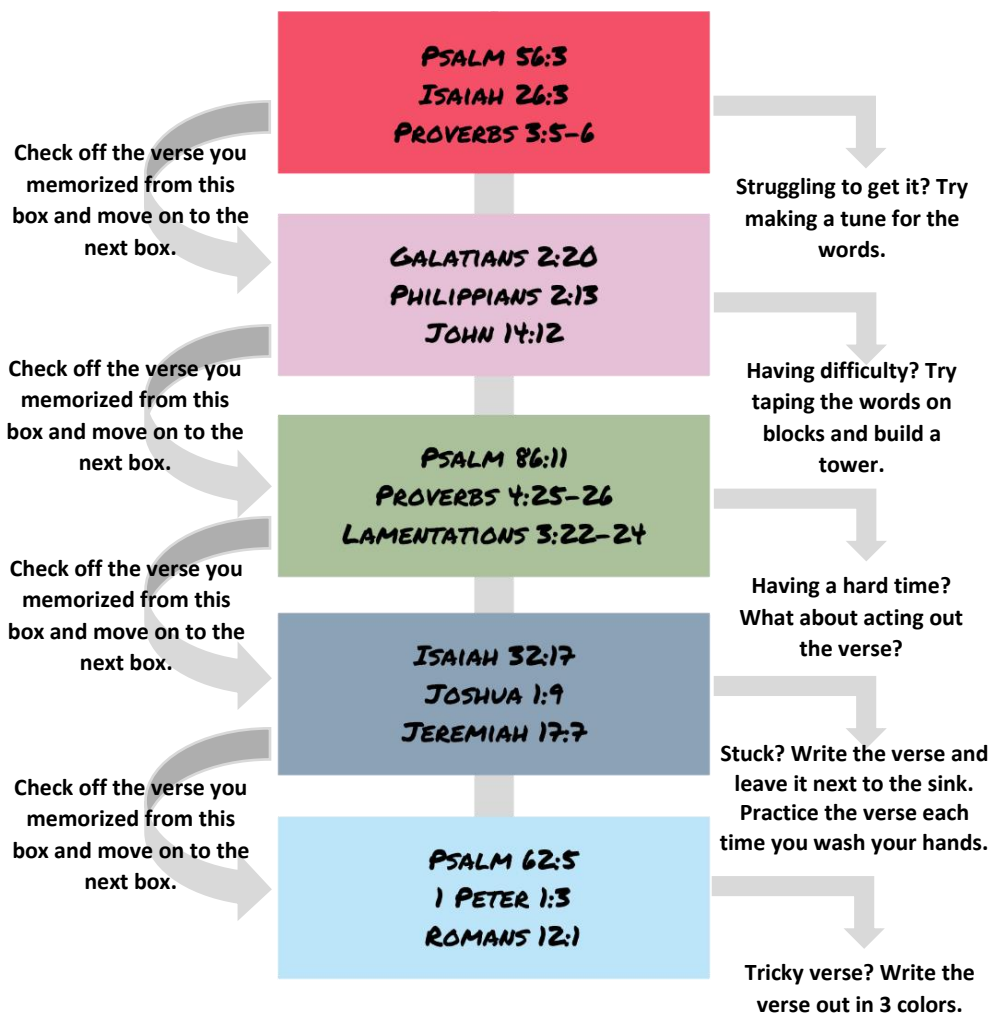 PSALM 56:3
ISAIAH 26:3
PROVERBS 3:5-6
Check off the verse you
memorized from this
box and move on to the
next box.
Struggling to get it? Try
making a tune for the
words.
GALATIANS 2:20
PHILIPPIANS 2:13
JOHN 14:12
Check off the verse you
memorized from this
box and move on to the
next box.
Having difficulty? Try
taping the words on
blocks and build a
tower.
PSALM 86:11
PROVERBS 4:25-26
LAMENTATIONS 3:22-24
Check off the verse you
memorized from this
box and move on to the
next box.
Having a hard time?
What about acting out
the verse?
ISAIAH 32:17
JOSHUA 1:9
JEREMIAH 17:7
Check off the verse you
memorized from this
box and move on to the
next box.
Stuck? Write the verse and
leave it next to the sink.
Practice the verse each
time you wash your hands.
PSALM 62:5
1 PETER 1:3
ROMANS 12:1
Tricky verse? Write the
verse out in 3 colors.